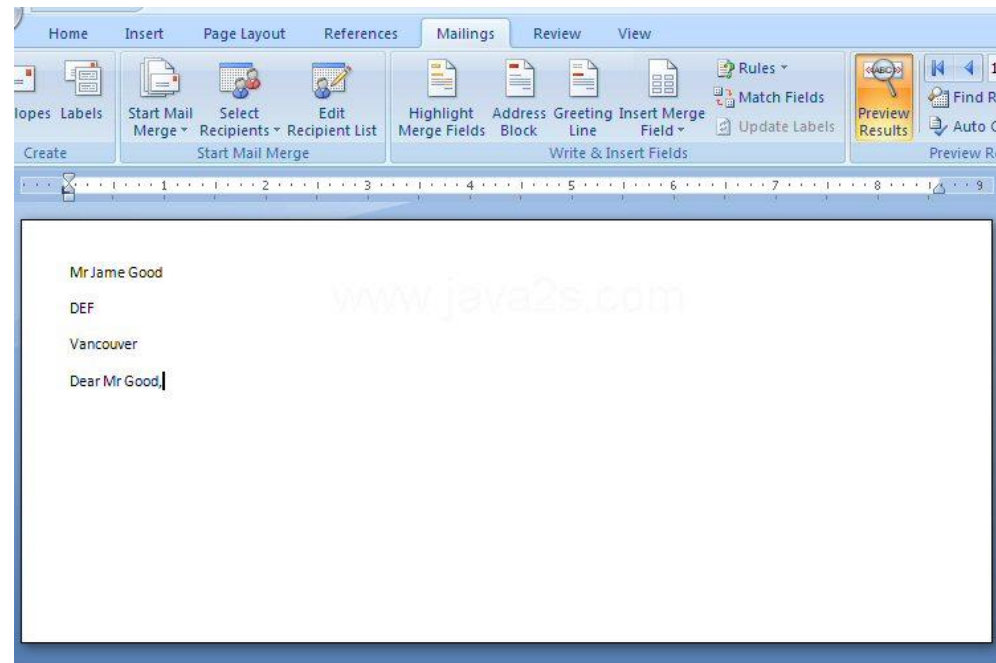 Home Insert Page Layout References Mailings Review View
lopes Labels Start Mail Merge Select Recipients Edit Recipient List Highlight Merge Fields Address Block Greeting Line Insert Merge Field Rules Match Fields Update Labels «ABC» Preview Results 1 Find R Auto C
Create Start Mail Merge Write & Insert Fields Preview R
1 2 3 4 5 6 7 8 9
Mr Jame Good
www.java2s.com
DEF
Vancouver
Dear Mr Good,